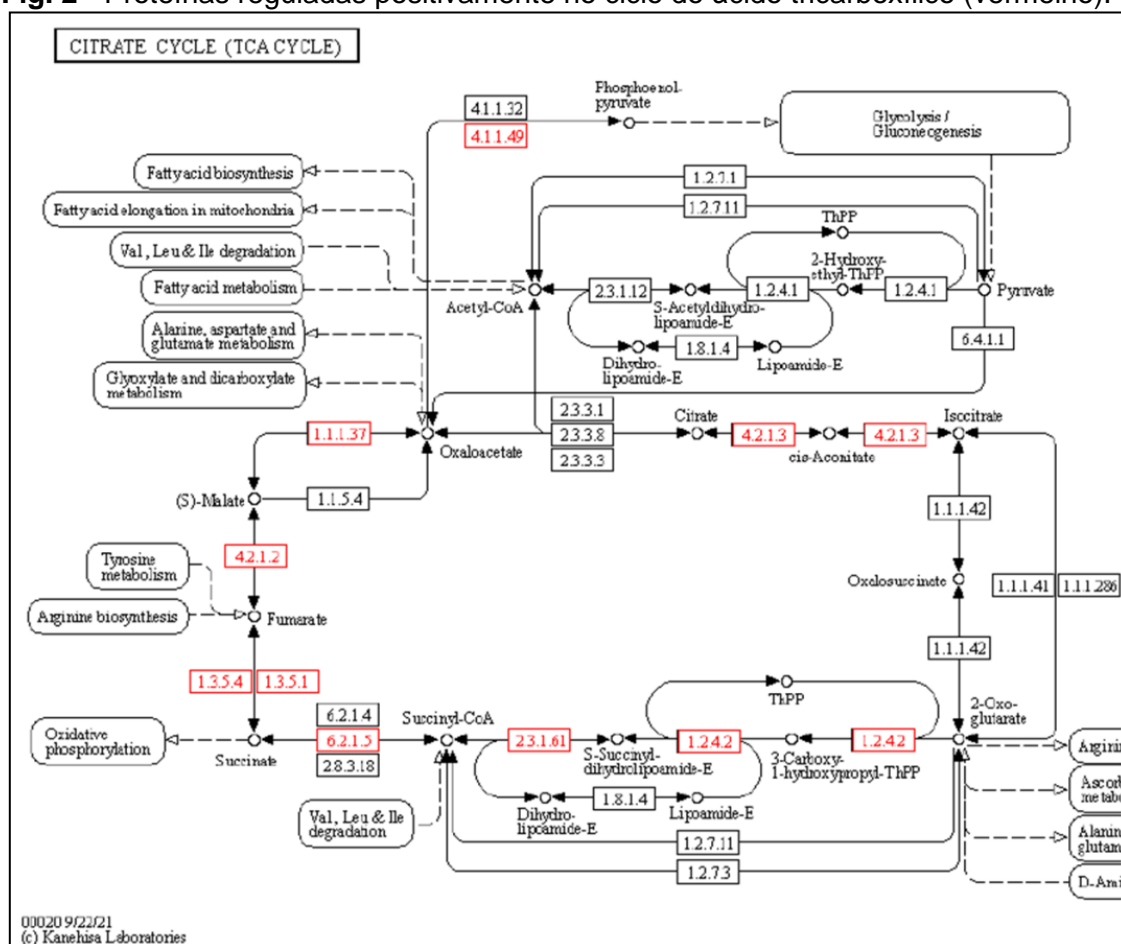 Fig. 2 - Proteínas reguladas positivamente no ciclo do ácido tricarboxílico (vermelho).
CITRATE CYCLE (TCA CYCLE)
Phosphoenol-
pyruvate
4.1.1.32
4.1.1.49
Glycolysis /
Gluconeogenesis
Fatty acid biosynthesis
Fatty acid elongation in mitochondria
Val, Leu & Ile degradation
Fatty acid metabolism
Alanine, aspartate and
glutamate metabolism
Glyoxylate and dicarboxylate
metabolism
1.2.7.1
1.2.7.11
ThPP
2-Hydroxy-
ethyl-ThPP
Acetyl-CoA
2.3.1.12
S-Acetyldihydro-
lipoamide-E
1.2.4.1
1.2.4.1
Pyruvate
Dihydro-
lipoamide-E
1.8.1.4
Lipoamide-E
6.4.1.1
1.1.1.37
Oxaloacetate
2.3.3.1
2.3.3.8
2.3.3.3
Citrate
4.2.1.3
cis-Aconitate
4.2.1.3
Isocitrate
(S)-Malate
1.1.5.4
1.1.1.42
4.2.1.2
Tyrosine
metabolism
Oxalosuccinate
1.1.1.41
1.1.1.286
Arginine biosynthesis
Fumarate
1.1.1.42
1.3.5.4
1.3.5.1
ThPP
2-Oxo-
glutarate
Oxidative
phosphorylation
Succinate
6.2.1.4
6.2.1.5
2.8.3.18
Succinyl-CoA
2.3.1.61
S-Succinyl-
dihydrolipoamide-E
1.2.4.2
3-Carboxy-
1-hydroxypropyl-ThPP
1.2.4.2
Val, Leu & Ile
degradation
Dihydro-
lipoamide-E
1.8.1.4
Lipoamide-E
1.2.7.11
1.2.7.3
Arginin
Ascorb
metabo
Alanin
glutam
D-Ami
00020 9/22/21
(c) Kanehisa Laboratories